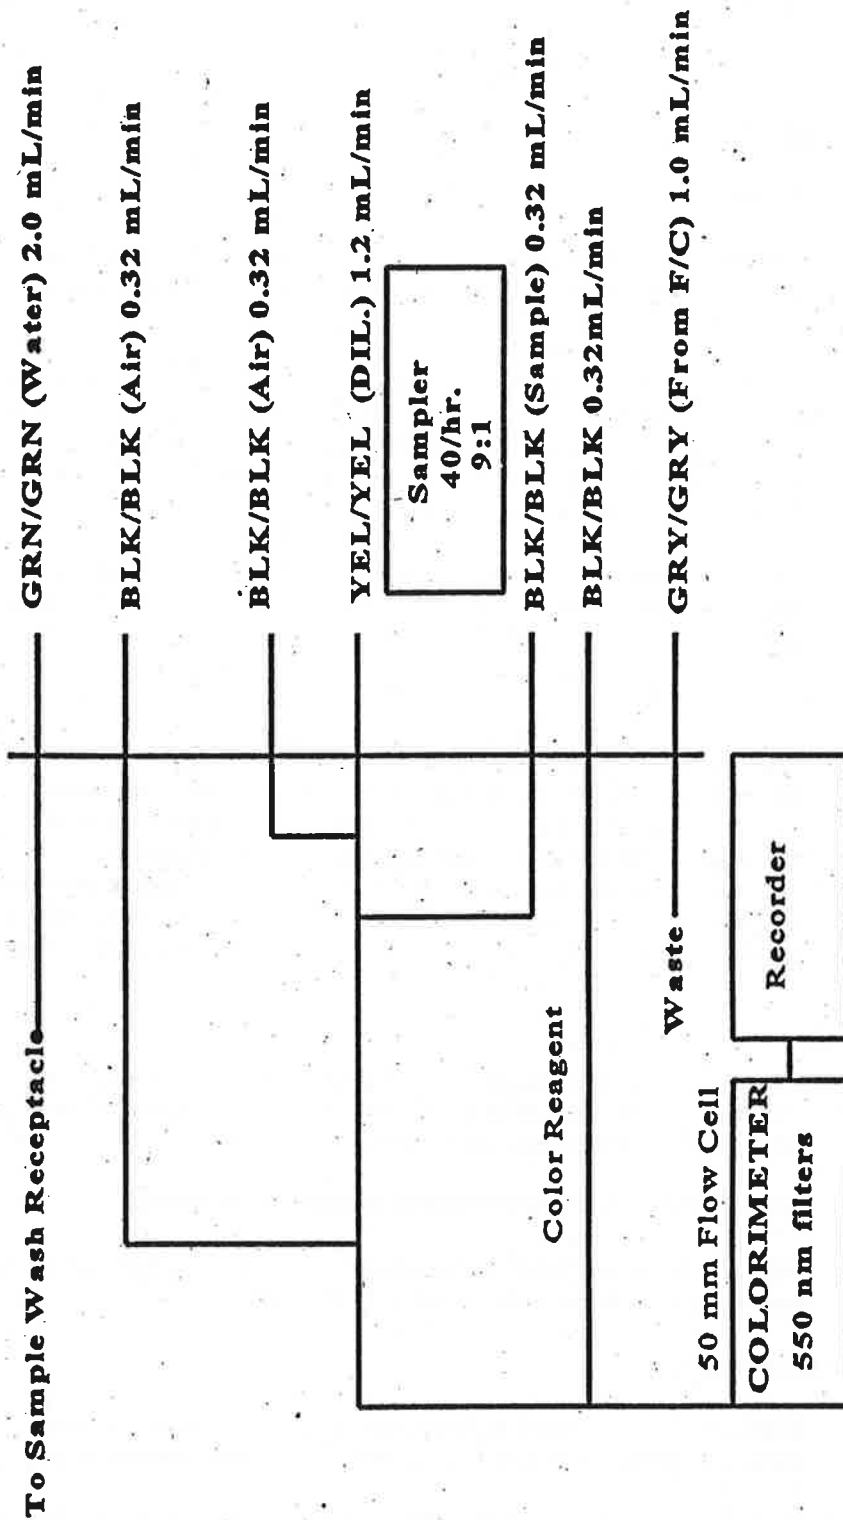 To Sample Wash Receptacle
GRN/GRN (Water) 2.0 mL/min
BLK/BLK (Air) 0.32 mL/min
BLK/BLK (Air) 0.32 mL/min
YEL/YEL (DIL.) 1.2 mL/min
Sampler
40/hr.
9:1
BLK/BLK (Sample) 0.32 mL/min
Color Reagent
BLK/BLK 0.32mL/min
Waste
GRY/GRY (From F/C) 1.0 mL/min
50 mm Flow Cell
COLORIMETER
550 nm filters
Recorder